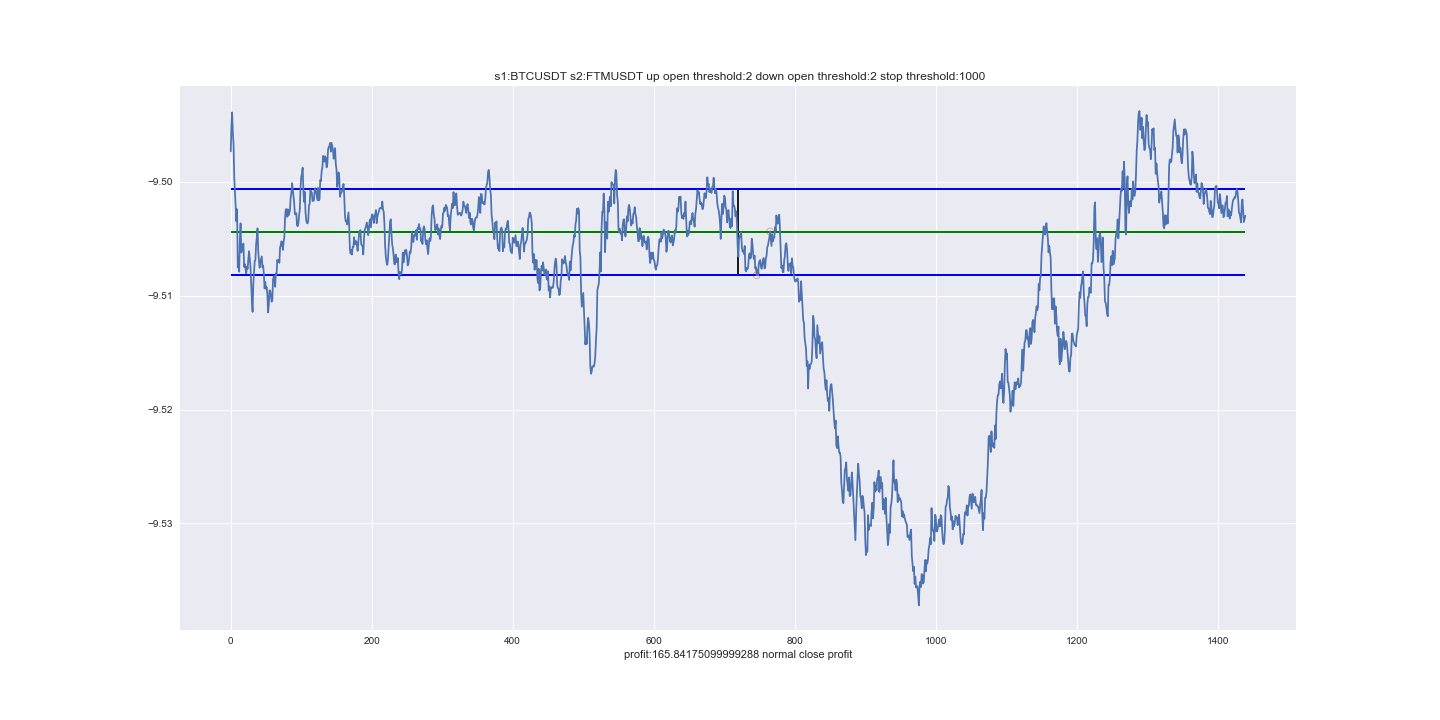 s1:BTCUSDT s2:FTMUSDT up open threshold:2 down open threshold:2 stop threshold:1000
−9.50
−9.51
−9.52
−9.53
0 200 400 600 800 1000 1200 1400
profit:165.84175099999288 normal close profit